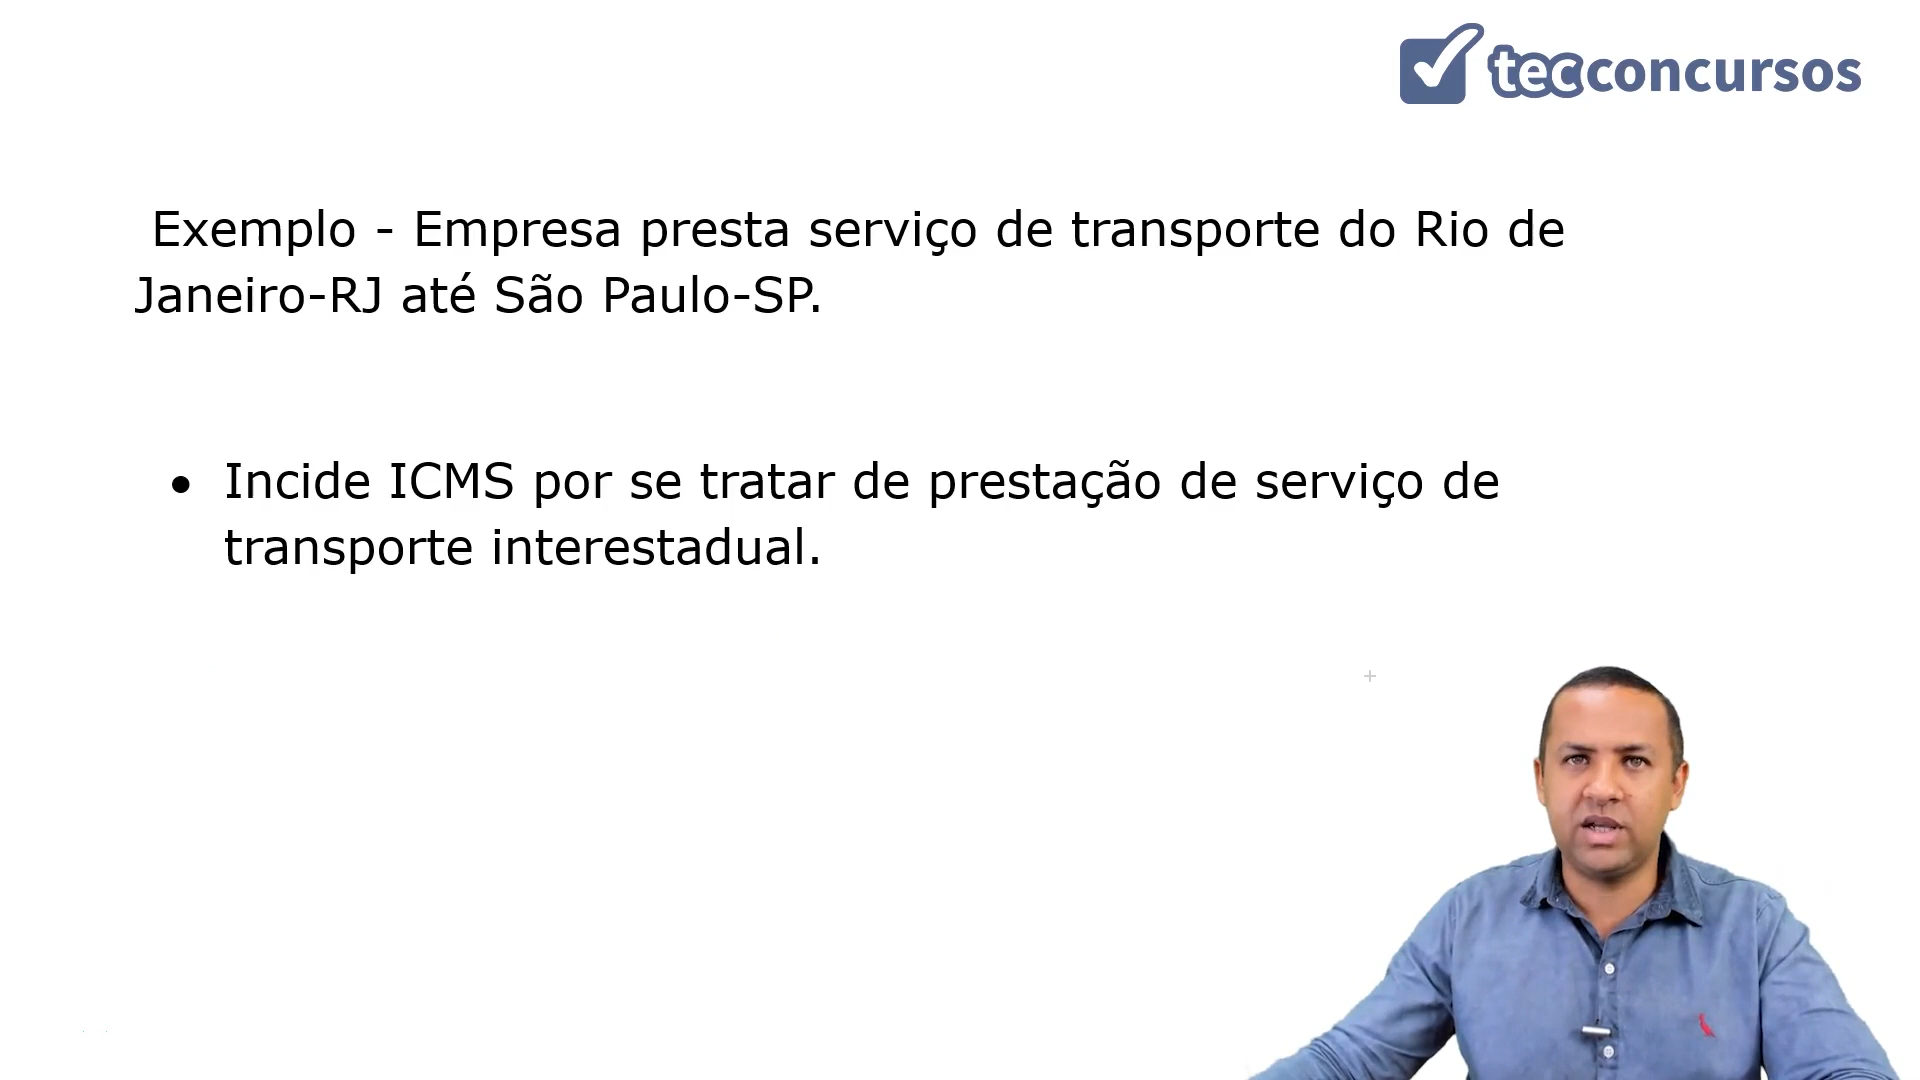 tecconcursos
Exemplo - Empresa presta serviço de transporte do Rio de
Janeiro-RJ até São Paulo-SP.
• Incide ICMS por se tratar de prestação de serviço de
transporte interestadual.